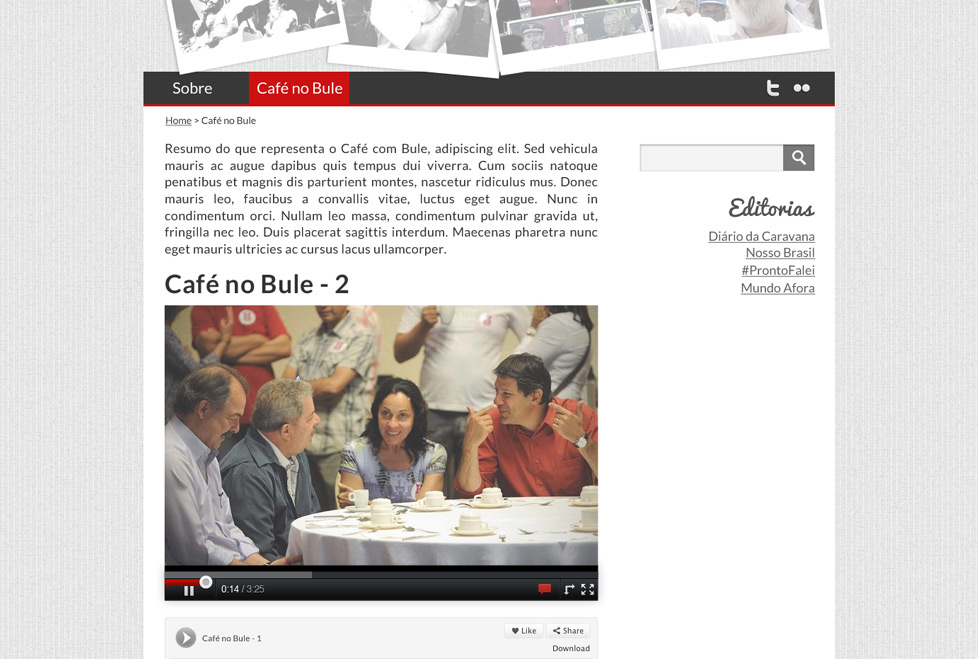 Sobre
Café no Bule
Home > Café no Bule
Resumo do que representa o Café com Bule, adipiscing elit. Sed vehicula
mauris ac augue dapibus quis tempus dui viverra. Cum sociis natoque
penatibus et magnis dis parturient montes, nascetur ridiculus mus. Donec
mauris leo, faucibus a convallis vitae, luctus eget augue. Nunc in
condimentum orci. Nullam leo massa, condimentum pulvinar gravida ut,
fringilla nec leo. Duis placerat sagittis interdum. Maecenas pharetra nunc
eget mauris ultricies ac cursus lacus ullamcorper.
Café no Bule - 2
0:14 / 3:25
Café no Bule - 1
Like
Share
Download
Editorias
Diário da Caravana
Nosso Brasil
#ProntoFalei
Mundo Afora